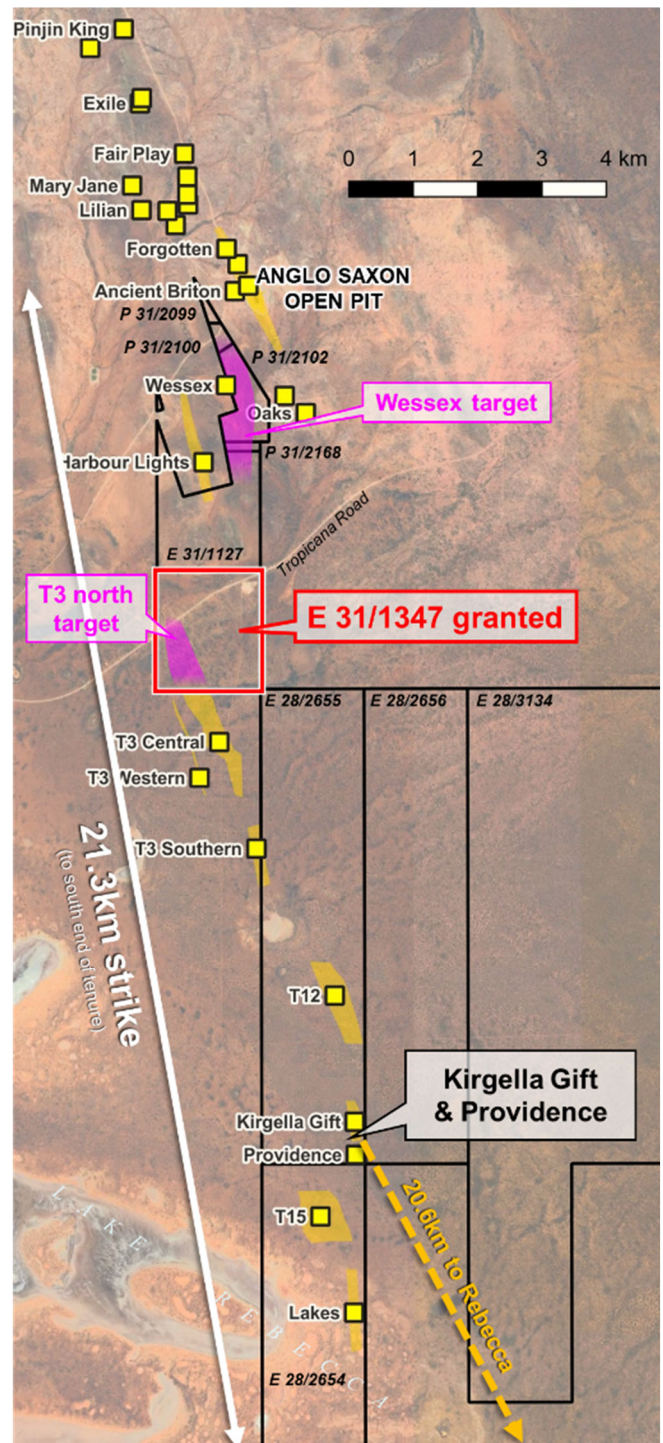 Pinjin King
Exile
Fair Play
0 1 2 3 4 km
Mary Jane
Lilian
Forgotten
ANGLO SAXON
OPEN PIT
Ancient Briton
P 31/2099
P 31/2100
P 31/2102
Wessex
Wessex target
Oaks
P 31/2168
Harbour Lights
Tropicana Road
E 31/1127
T3 north
target
E 31/1347 granted
E 28/2655
E 28/2656
E 28/3134
T3 Central
T3 Western
T3 Southern
21.3km strike
(to south end of tenure)
T12
Kirgella Gift
& Providence
Kirgella Gift
Providence
20.6km to Rebecca
T15
LAKE
REBECCA
Lakes
E 28/2654